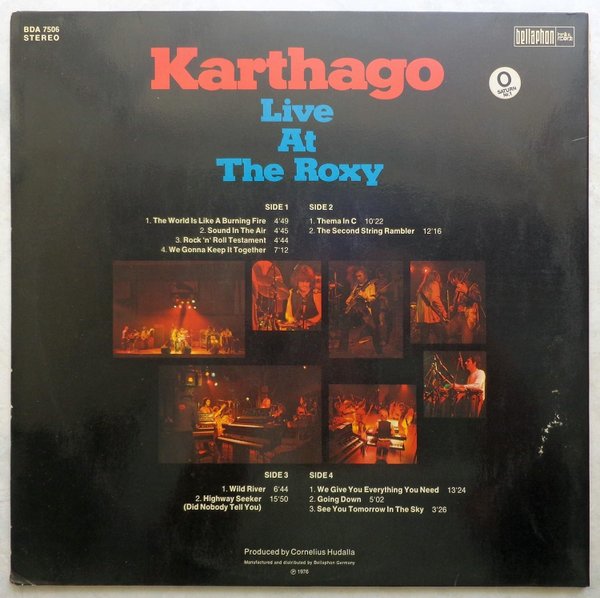 BDA 7506
STEREO
bellaphon
Karthago
SATURN
Live
At
The Roxy
SIDE 1
1. The World Is Like A Burning Fire 4'49
2. Sound In The Air 4'45
3. Rock 'n' Roll Testament 4'44
4. We Gonna Keep It Together 7'12
SIDE 2
1. Thema In C 10'22
2. The Second String Rambler 12'16
SIDE 3
1. Wild River 6'44
2. Highway Seeker 15'50
(Did Nobody Tell You)
SIDE 4
1. We Give You Everything You Need 13'24
2. Going Down 5'02
3. See You Tomorrow In The Sky 3'26
Produced by Cornelius Hudalla
Manufactured and distributed by Bellaphon Germany
℗ 1976